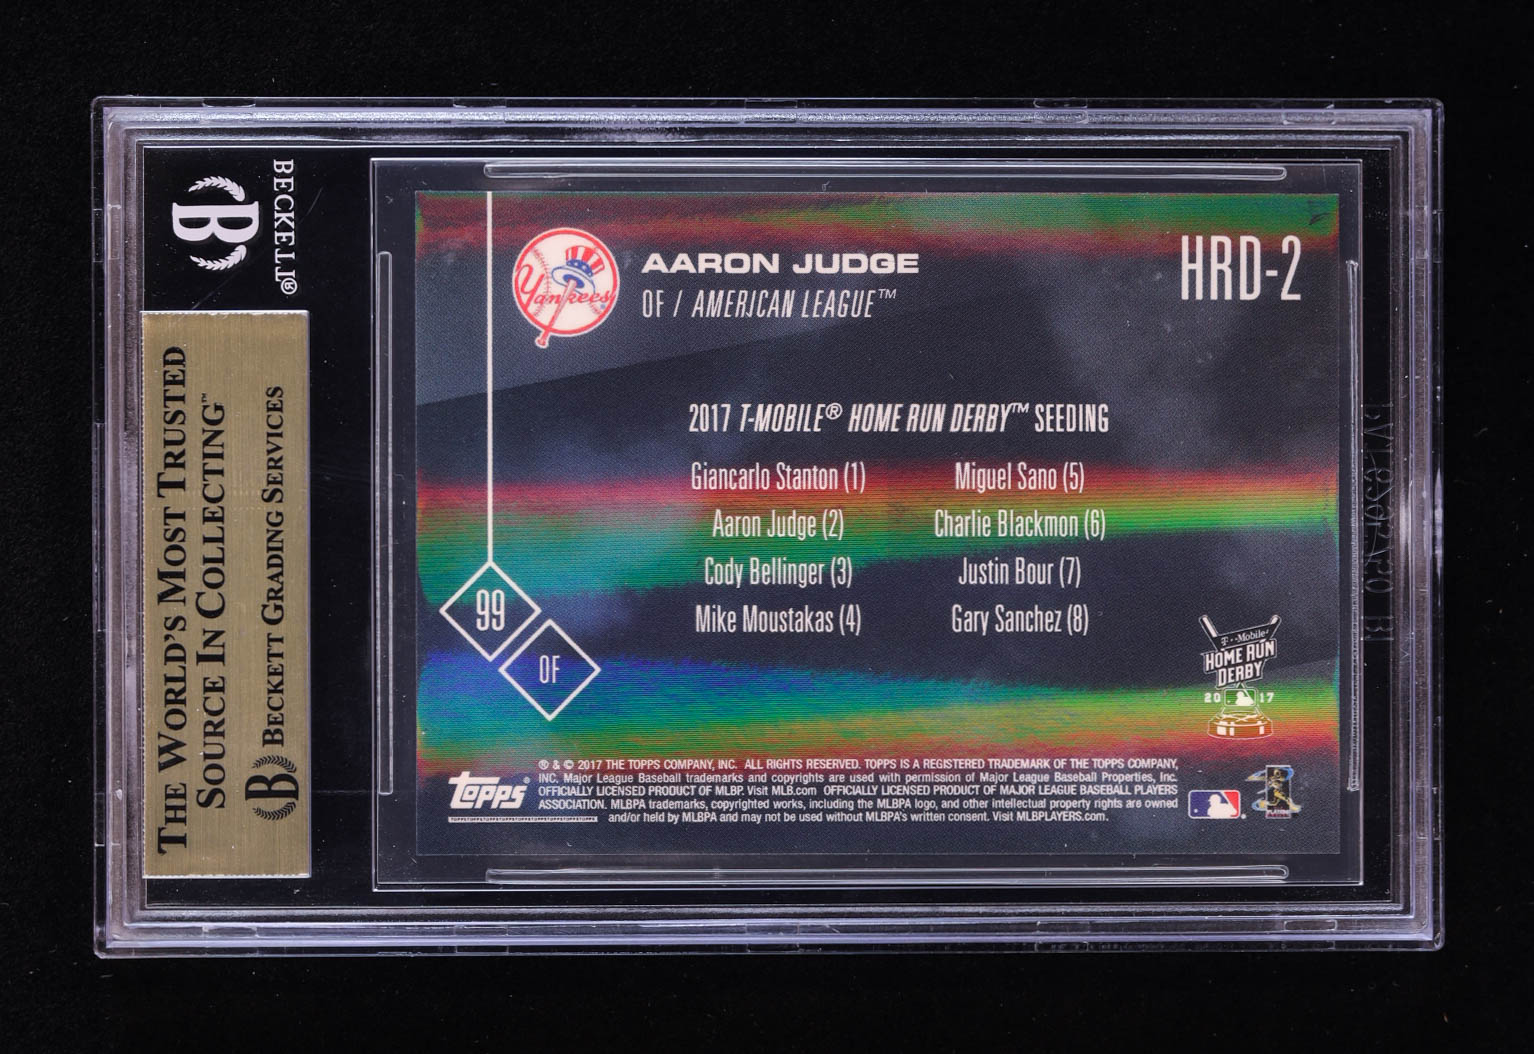 BECKETT®
B
THE WORLD'S MOST TRUSTED
SOURCE IN COLLECTING™
B BECKETT GRADING SERVICES
Yankees
AARON JUDGE
OF / AMERICAN LEAGUE™
HRD-2
2017 T-MOBILE® HOME RUN DERBY™ SEEDING
Giancarlo Stanton (1) Miguel Sano (5)
Aaron Judge (2) Charlie Blackmon (6)
Cody Bellinger (3) Justin Bour (7)
Mike Moustakas (4) Gary Sanchez (8)
99
OF
T··Mobile
HOME RUN
DERBY
2017
Topps®
® & © 2017 THE TOPPS COMPANY, INC. ALL RIGHTS RESERVED. TOPPS IS A REGISTERED TRADEMARK OF THE TOPPS COMPANY,
INC. Major League Baseball trademarks and copyrights are used with permission of Major League Baseball Properties, Inc.
OFFICIALLY LICENSED PRODUCT OF MLBP. Visit MLB.com OFFICIALLY LICENSED PRODUCT OF MAJOR LEAGUE BASEBALL PLAYERS
ASSOCIATION. MLBPA trademarks, copyrighted works, including the MLBPA logo, and other intellectual property rights are owned
and/or held by MLBPA and may not be used without MLBPA's written consent. Visit MLBPLAYERS.com.